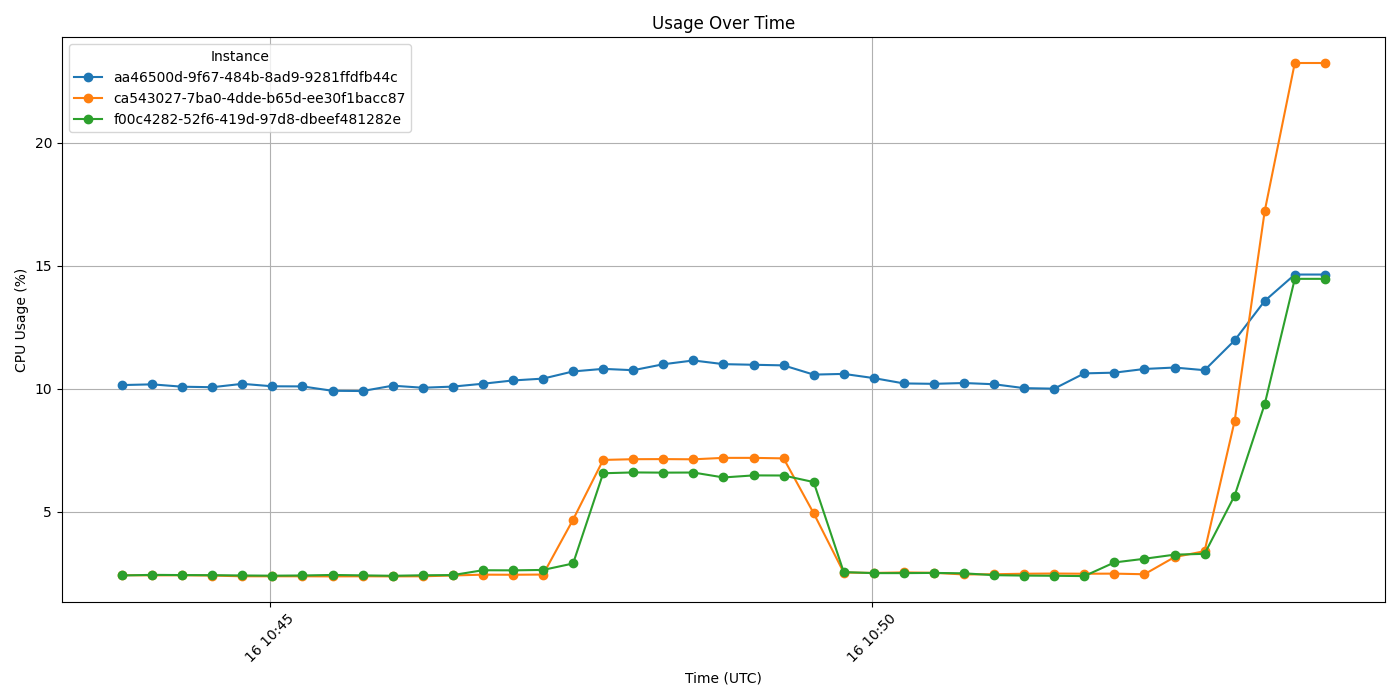 Usage Over Time
Instance
aa46500d-9f67-484b-8ad9-9281ffdfb44c
ca543027-7ba0-4dde-b65d-ee30f1bacc87
f00c4282-52f6-419d-97d8-dbeef481282e
CPU Usage (%)
20
15
10
5
16 10:45
16 10:50
Time (UTC)